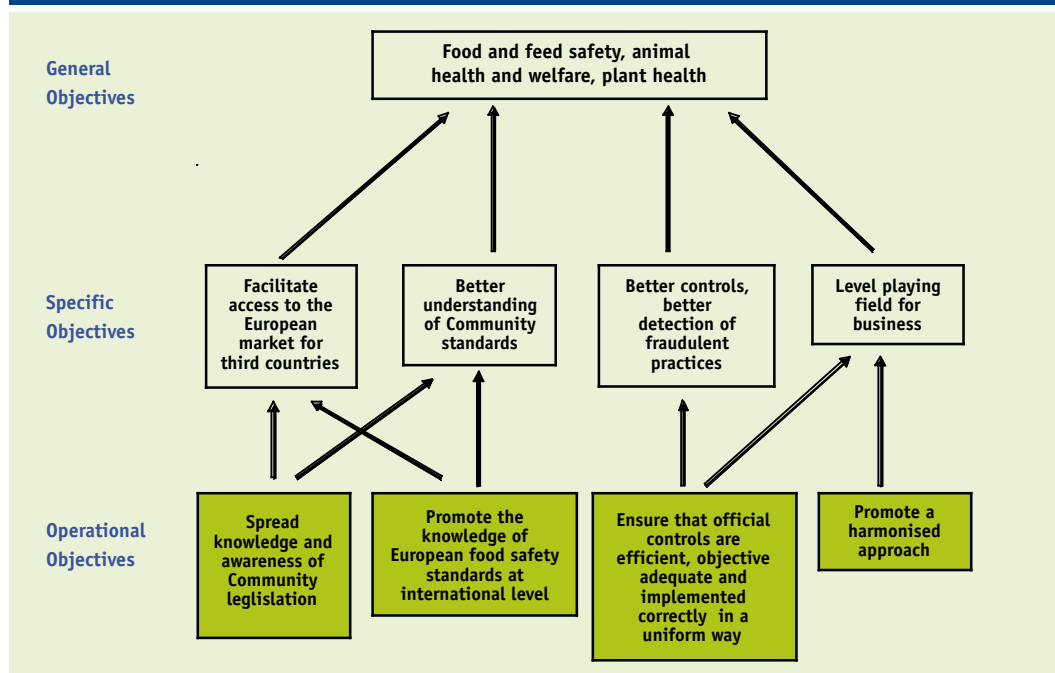 General
Objectives
Food and feed safety, animal
health and welfare, plant health
Specific
Objectives
Facilitate
access to the
European
market for
third countries
Better
understanding
of Community
standards
Better controls,
better
detection of
fraudulent
practices
Level playing
field for
business
Operational
Objectives
Spread
knowledge and
awareness of
Community
leglislation
Promote the
knowledge of
European food safety
standards at
international level
Ensure that official
controls are
efficient, objective
adequate and
implemented
correctly in a
uniform way
Promote a
harmonised
approach